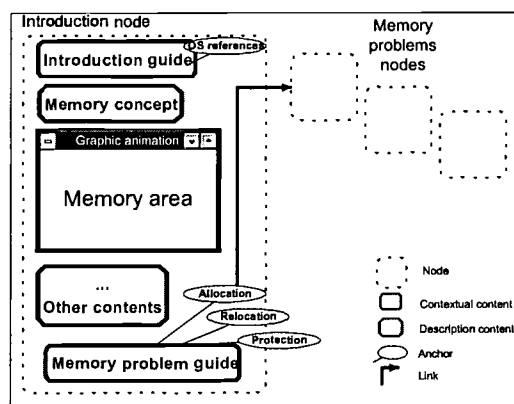 Introduction node
Introduction guide
OS references
Memory concept
Graphic animation
Memory area
...
Other contents
Allocation
Relocation
Protection
Memory problem guide
Memory
problems
nodes
Node
Contextual content
Description content
Anchor
Link